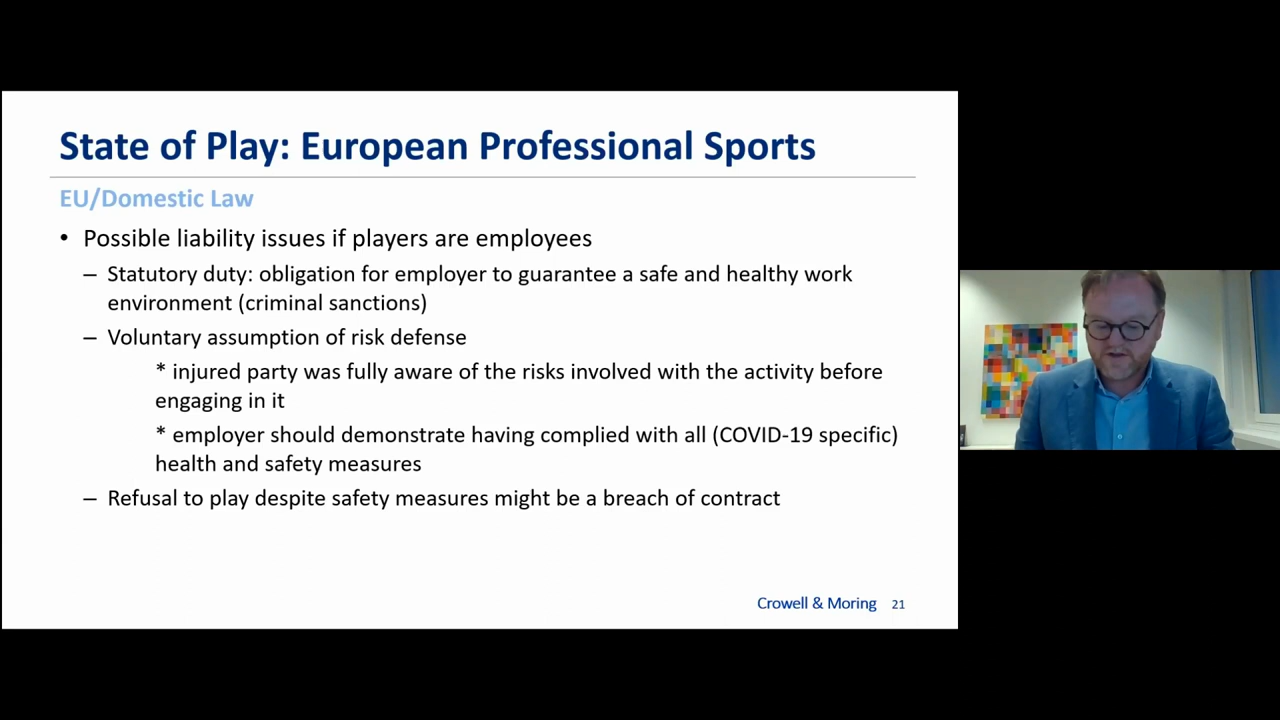 State of Play: European Professional Sports
EU/Domestic Law
• Possible liability issues if players are employees
– Statutory duty: obligation for employer to guarantee a safe and healthy work
environment (criminal sanctions)
– Voluntary assumption of risk defense
* injured party was fully aware of the risks involved with the activity before
engaging in it
* employer should demonstrate having complied with all (COVID-19 specific)
health and safety measures
– Refusal to play despite safety measures might be a breach of contract
Crowell & Moring 21